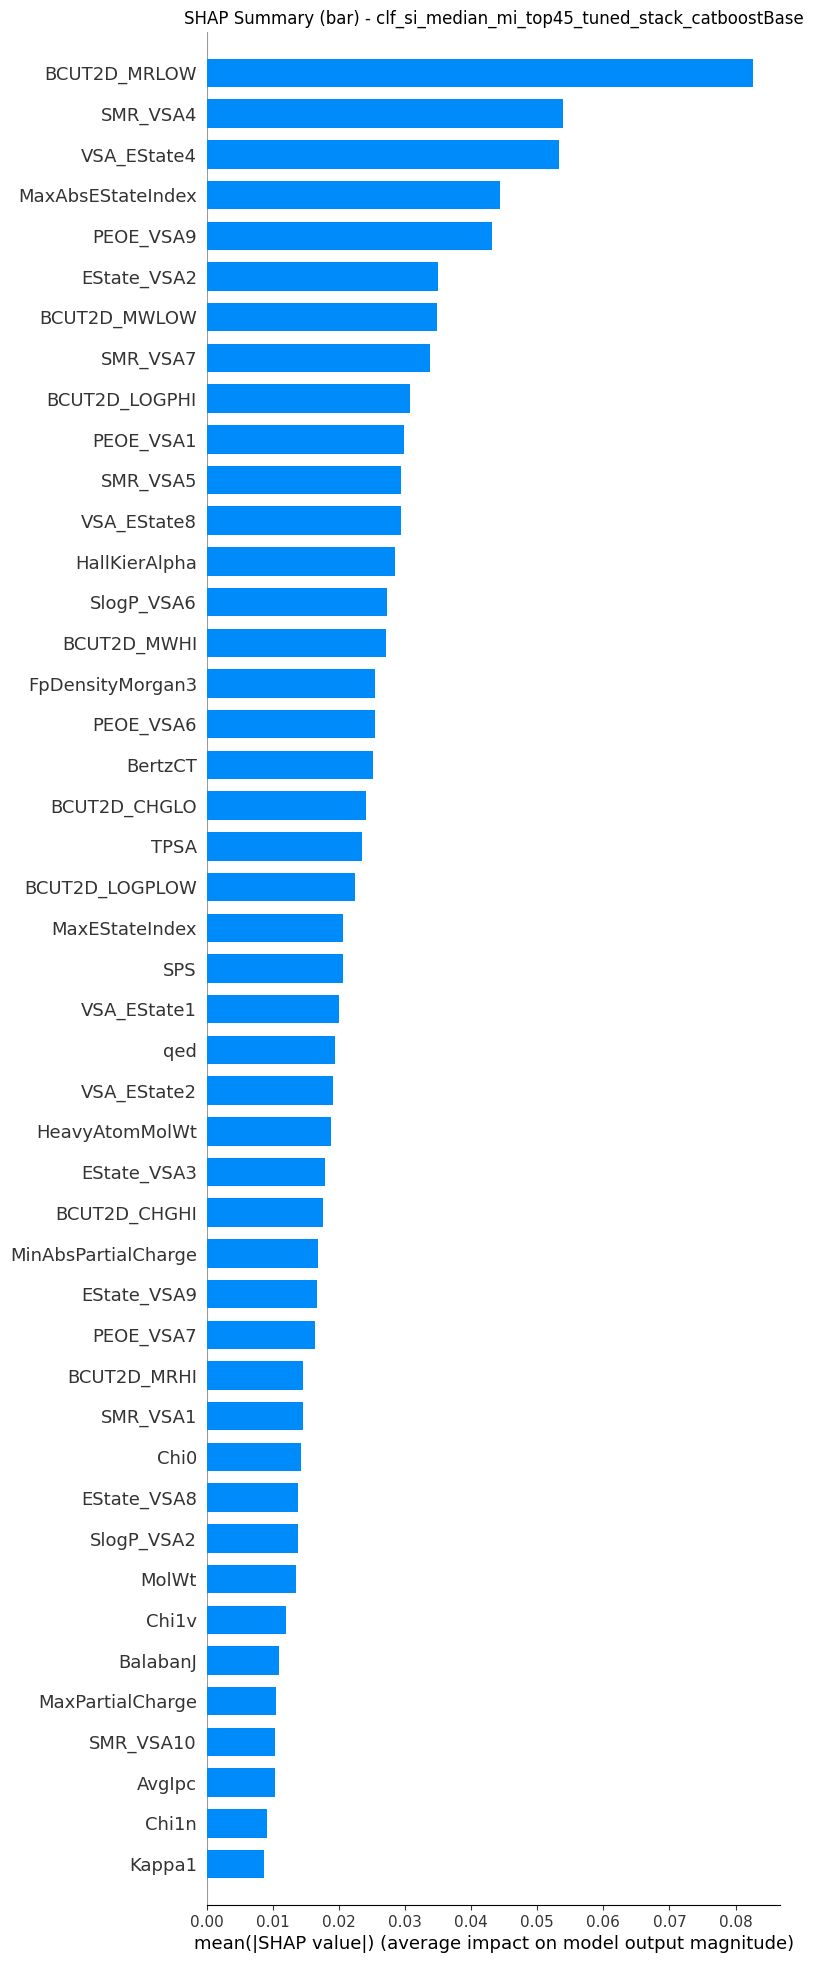 SHAP Summary (bar) - clf_si_median_mi_top45_tuned_stack_catboostBase
BCUT2D_MRLOW
SMR_VSA4
VSA_EState4
MaxAbsEStateIndex
PEOE_VSA9
EState_VSA2
BCUT2D_MWLOW
SMR_VSA7
BCUT2D_LOGPHI
PEOE_VSA1
SMR_VSA5
VSA_EState8
HallKierAlpha
SlogP_VSA6
BCUT2D_MWHI
FpDensityMorgan3
PEOE_VSA6
BertzCT
BCUT2D_CHGLO
TPSA
BCUT2D_LOGPLOW
MaxEStateIndex
SPS
VSA_EState1
qed
VSA_EState2
HeavyAtomMolWt
EState_VSA3
BCUT2D_CHGHI
MinAbsPartialCharge
EState_VSA9
PEOE_VSA7
BCUT2D_MRHI
SMR_VSA1
Chi0
EState_VSA8
SlogP_VSA2
MolWt
Chi1v
BalabanJ
MaxPartialCharge
SMR_VSA10
AvgIpc
Chi1n
Kappa1
0.00 0.01 0.02 0.03 0.04 0.05 0.06 0.07 0.08
mean(|SHAP value|) (average impact on model output magnitude)